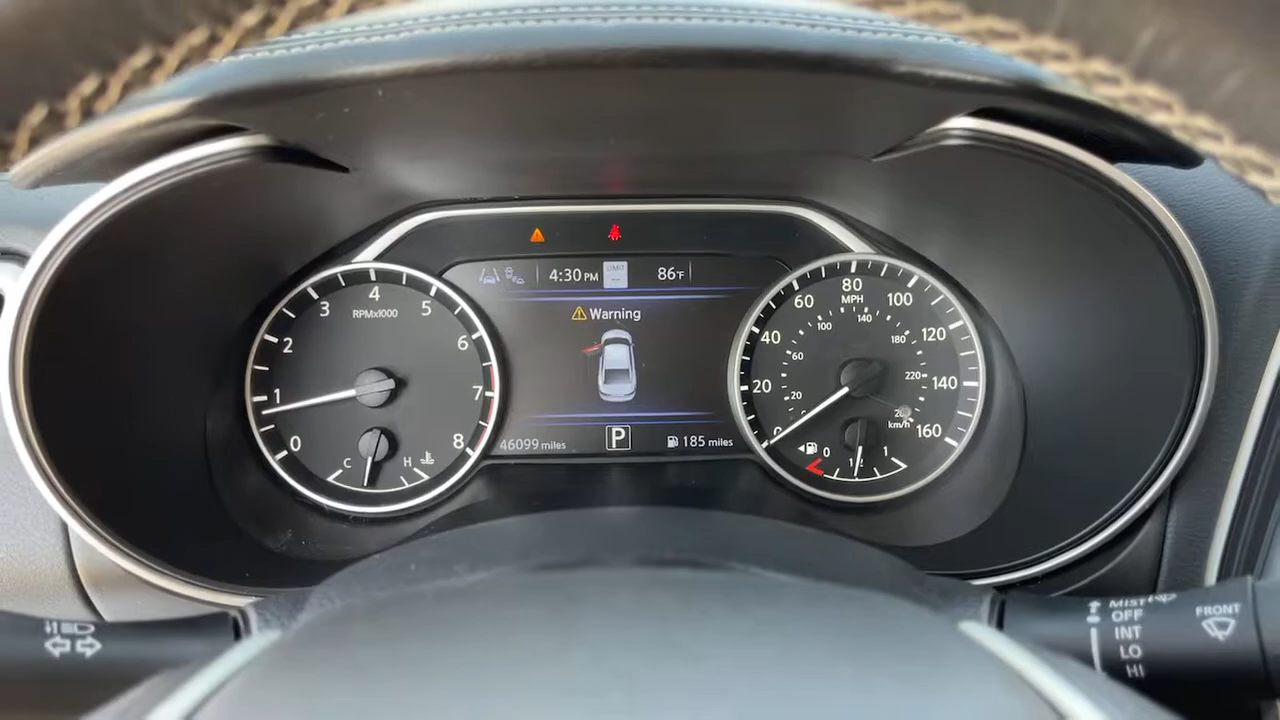 4:30 PM
LIMIT
---
86°F
Warning
46099 miles
P
185 miles
0
1
2
3
4
5
6
7
8
RPMx1000
C
H
0
20
40
60
80
100
120
140
160
MPH
20
60
100
140
180
220
km/h
0
1/2
1
MIST
OFF
INT
LO
HI
FRONT